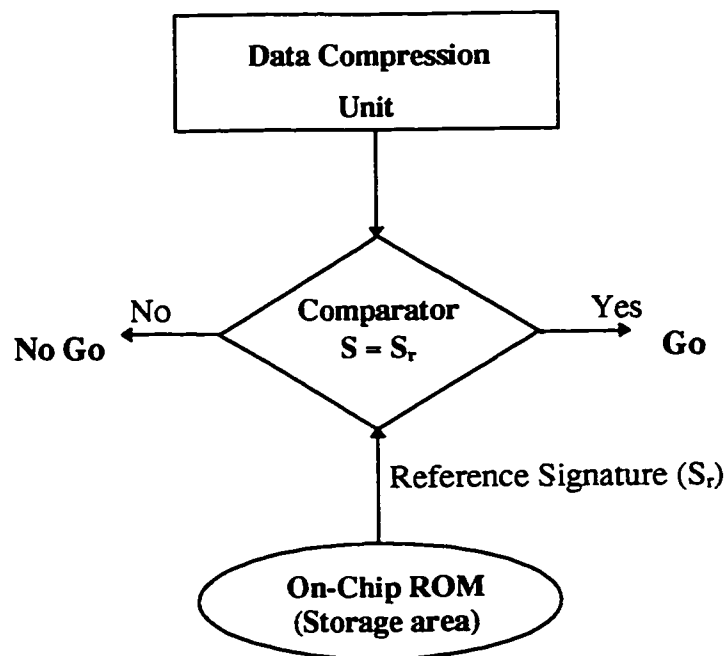 Data Compression
Unit
No
Comparator
Yes
No Go
S = Sᵣ
Go
Reference Signature (Sᵣ)
On-Chip ROM
(Storage area)